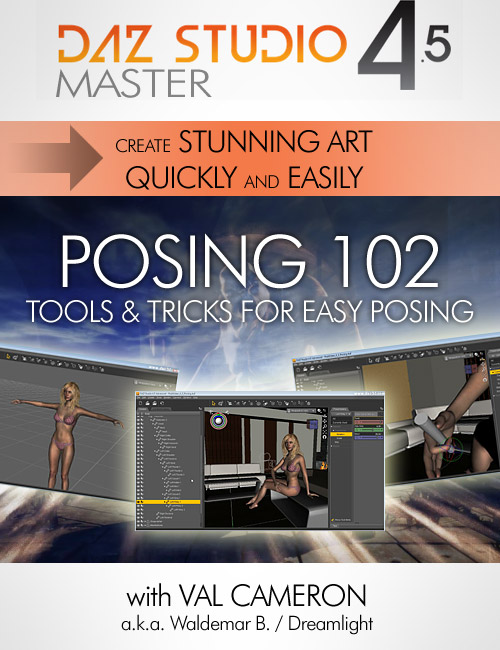 DAZ STUDIO 4.5
MASTER
CREATE STUNNING ART
QUICKLY AND EASILY
POSING 102
TOOLS & TRICKS FOR EASY POSING
with VAL CAMERON
a.k.a. Waldemar B. / Dreamlight